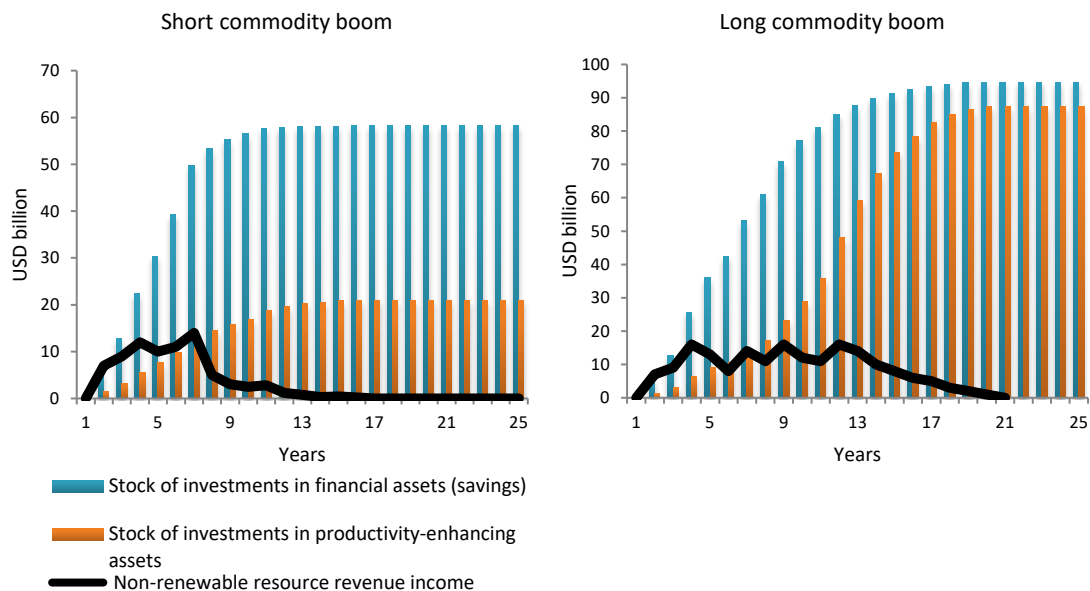 Short commodity boom
70
60
50
40
30
20
10
0
USD billion
1 5 9 13 17 21 25
Years
Long commodity boom
100
90
80
70
60
50
40
30
20
10
0
USD billion
1 5 9 13 17 21 25
Years
Stock of investments in financial assets (savings)
Stock of investments in productivity-enhancing
assets
Non-renewable resource revenue income